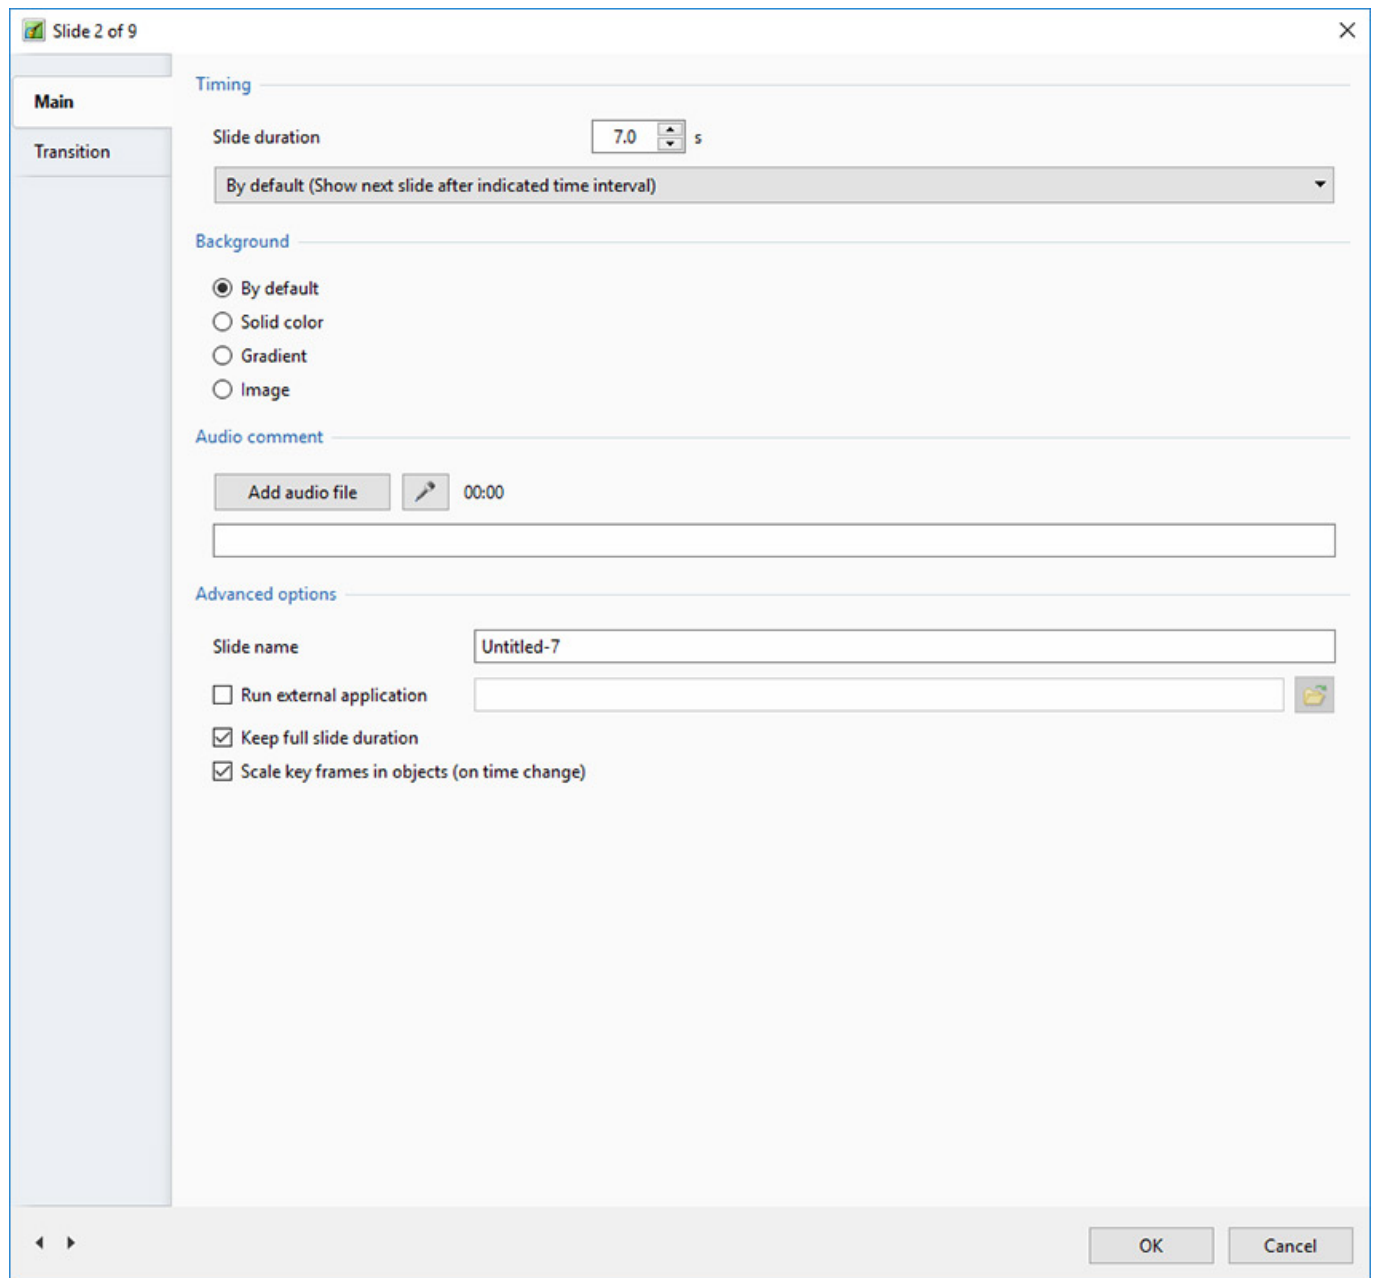 Slide 2 of 9
Main
Transition
Timing
Slide duration 7.0 s
By default (Show next slide after indicated time interval)
Background
By default
Solid color
Gradient
Image
Audio comment
Add audio file 00:00
Advanced options
Slide name Untitled-7
Run external application
Keep full slide duration
Scale key frames in objects (on time change)
OK Cancel